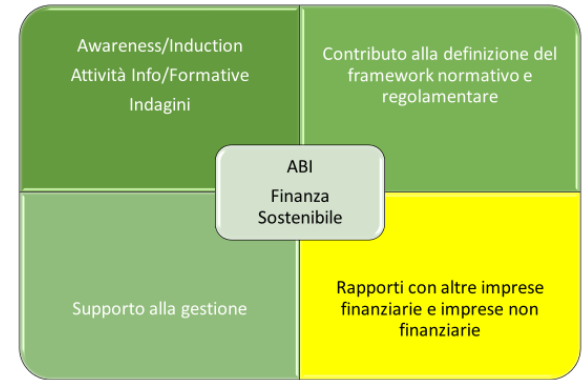 Awareness/Induction
Attività Info/Formative
Indagini
Contributo alla definizione del
framework normativo e
regolamentare
ABI
Finanza
Sostenibile
Supporto alla gestione
Rapporti con altre imprese
finanziarie e imprese non
finanziarie